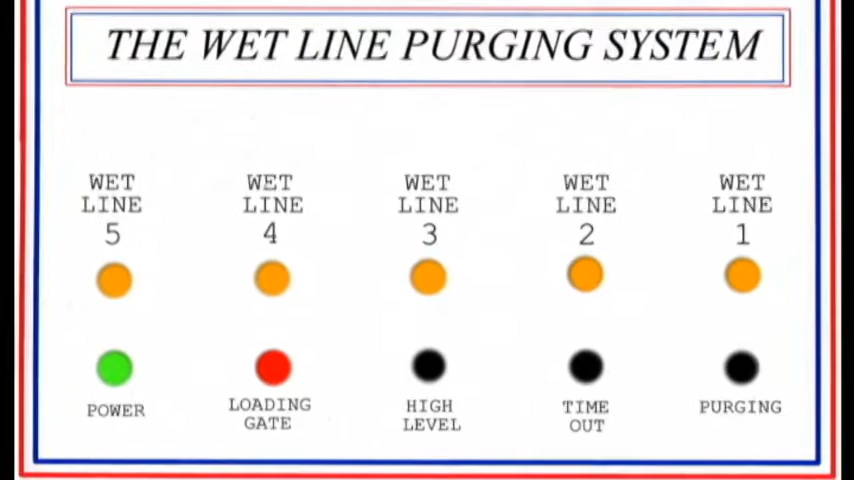 THE WET LINE PURGING SYSTEM
WET LINE 5
WET LINE 4
WET LINE 3
WET LINE 2
WET LINE 1
POWER
LOADING GATE
HIGH LEVEL
TIME OUT
PURGING